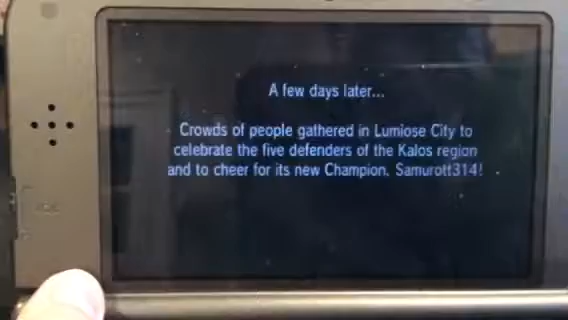 A few days later...
Crowds of people gathered in Lumiose City to
celebrate the five defenders of the Kalos region
and to cheer for its new Champion, Samurott314!